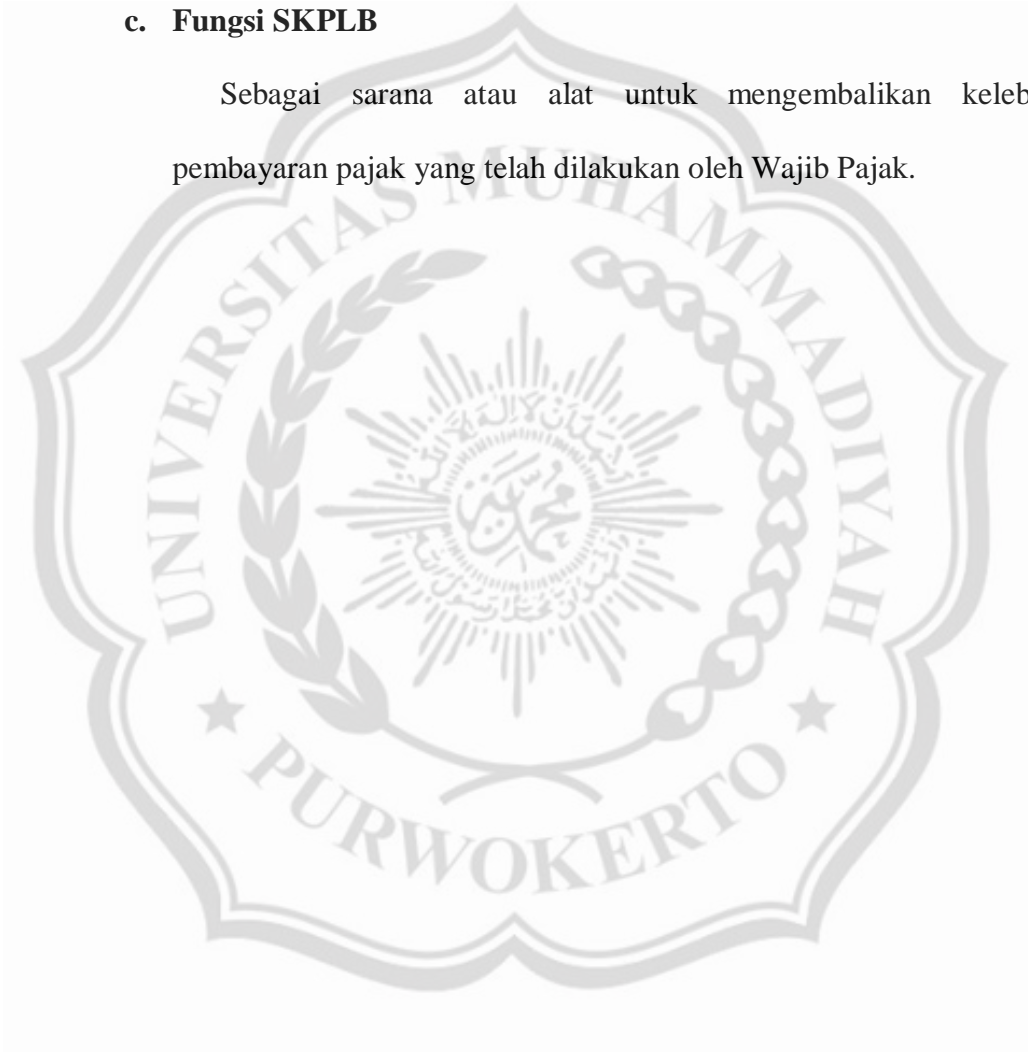 c. Fungsi SKPLB
Sebagai sarana atau alat untuk mengembalikan keleb
pembayaran pajak yang telah dilakukan oleh Wajib Pajak.
UNIVERSITAS MUHAMMADIYAH
PURWOKERTO